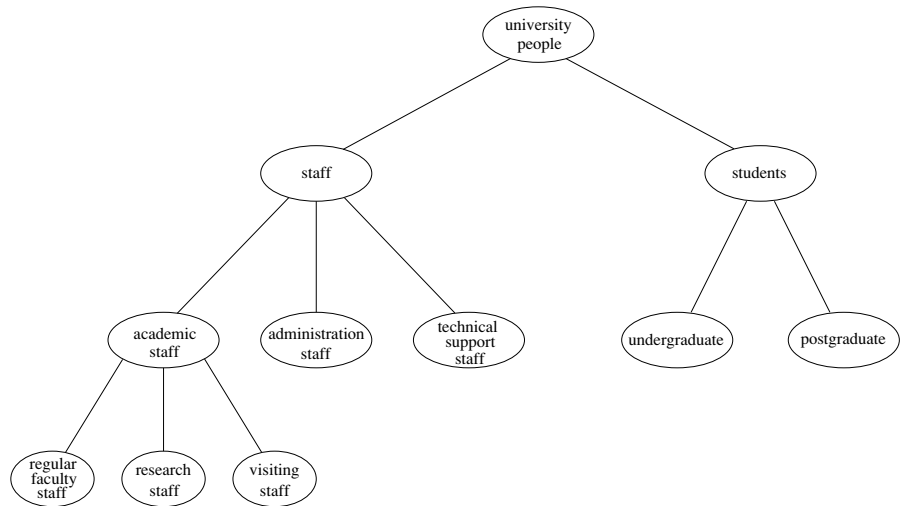 university
people
staff
students
academic
staff
administration
staff
technical
support
staff
undergraduate
postgraduate
regular
faculty
staff
research
staff
visiting
staff